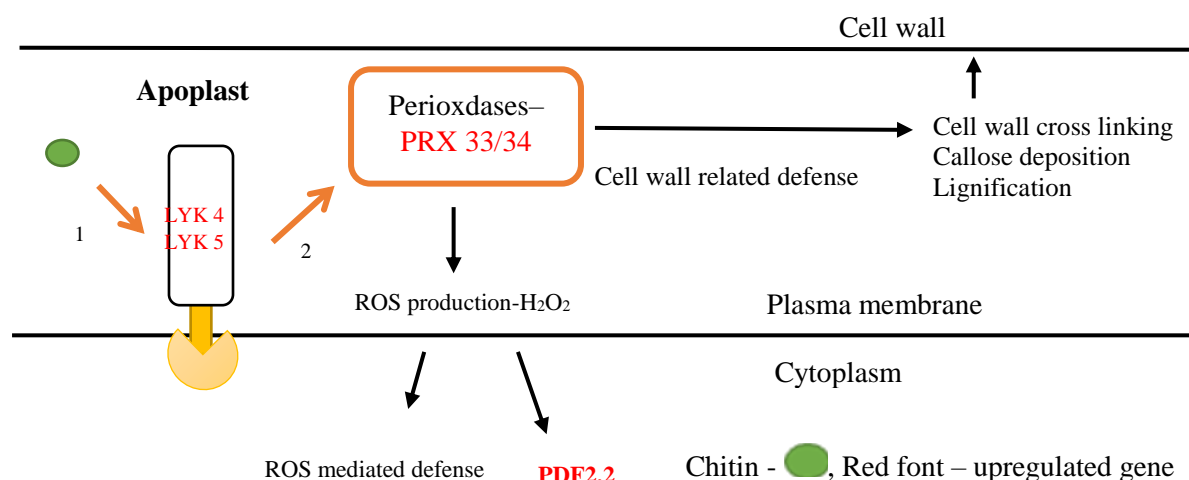 Cell wall
Apoplast
Perioxdases–
PRX 33/34
Cell wall cross linking
Callose deposition
Lignification
Cell wall related defense
LYK 4
LYK 5
1
2
ROS production-H₂O₂
Plasma membrane
Cytoplasm
ROS mediated defense
PDF2.2
Chitin - , Red font – upregulated gene